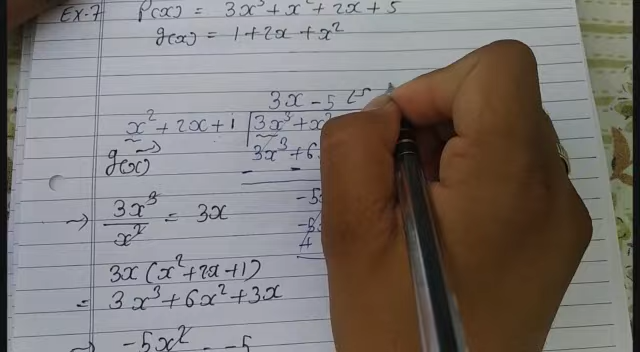 Ex.7 P(x) = 3x³ + x² + 2x + 5
g(x) = 1 + 2x + x²
3x - 5
x² + 2x + 1 3x³ + x²
g(x) 3x³ + 6
- -
→ 3x³/x² = 3x
3x(x² + 2x + 1)
= 3x³ + 6x² + 3x
→ -5x² - -5